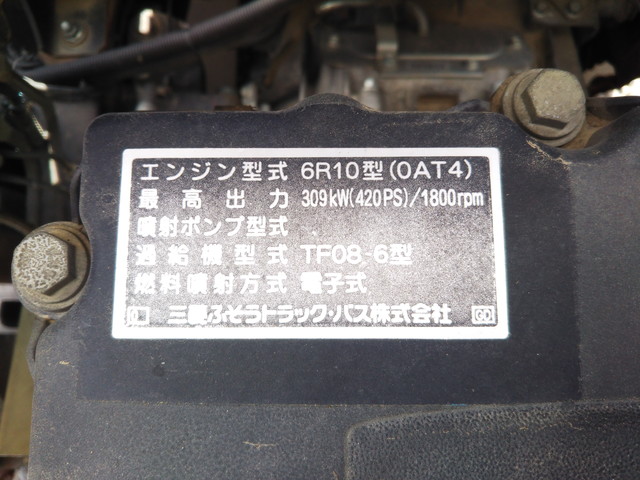 エンジン型式 6R10型(0AT4)
最高出力 309kW(420PS)/1800rpm
噴射ポンプ型式
過給機型式 TF08-6型
燃料噴射方式 電子式
三菱ふそうトラック・バス株式会社